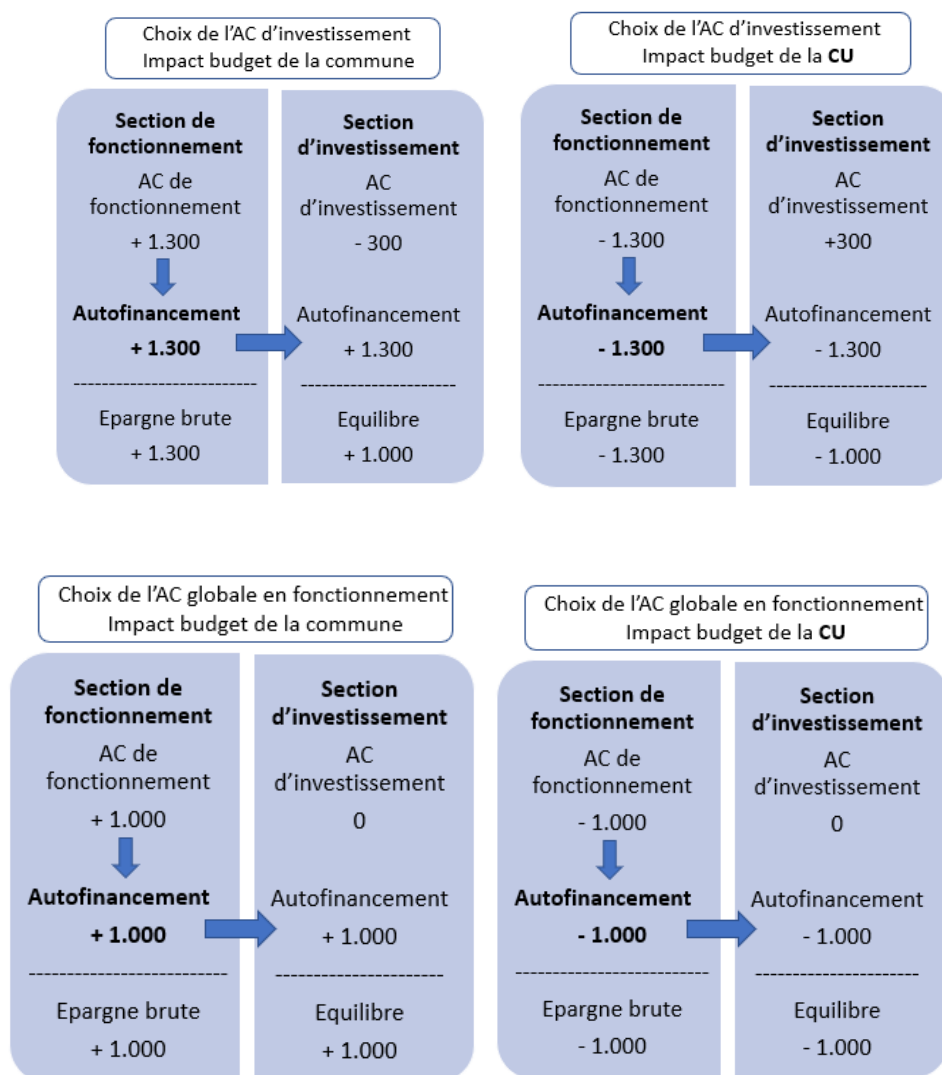 Choix de l'AC d'investissement
Impact budget de la commune
Section de
fonctionnement
AC de
fonctionnement
+ 1.300
Autofinancement
+ 1.300
----------------------------
Epargne brute
+ 1.300
Section
d'investissement
AC
d'investissement
- 300
Autofinancement
+ 1.300
-----------------------
Equilibre
+ 1.000
Choix de l'AC d'investissement
Impact budget de la CU
Section de
fonctionnement
AC de
fonctionnement
- 1.300
Autofinancement
- 1.300
----------------------------
Epargne brute
- 1.300
Section
d'investissement
AC
d'investissement
+300
Autofinancement
- 1.300
-----------------------
Equilibre
- 1.000
Choix de l'AC globale en fonctionnement
Impact budget de la commune
Section de
fonctionnement
AC de
fonctionnement
+ 1.000
Autofinancement
+ 1.000
------------------------------
Epargne brute
+ 1.000
Section
d'investissement
AC
d'investissement
0
Autofinancement
+ 1.000
-------------------------
Equilibre
+ 1.000
Choix de l'AC globale en fonctionnement
Impact budget de la CU
Section de
fonctionnement
AC de
fonctionnement
- 1.000
Autofinancement
- 1.000
----------------------------
Epargne brute
- 1.000
Section
d'investissement
AC
d'investissement
0
Autofinancement
- 1.000
------------------------
Equilibre
- 1.000